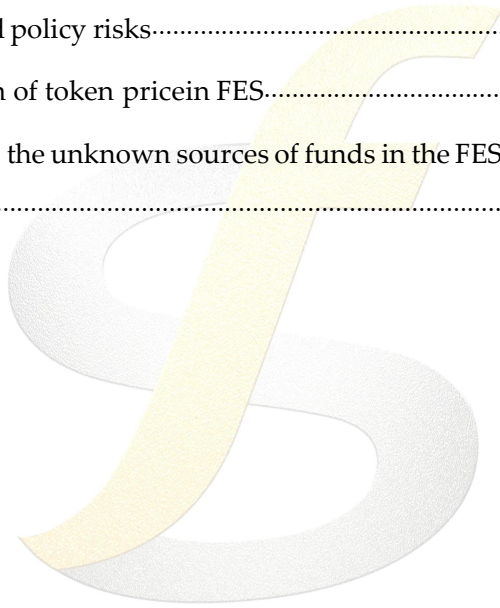 l policy risks........................................................
n of token pricein FES....................................
the unknown sources of funds in the FES
........................................................................................